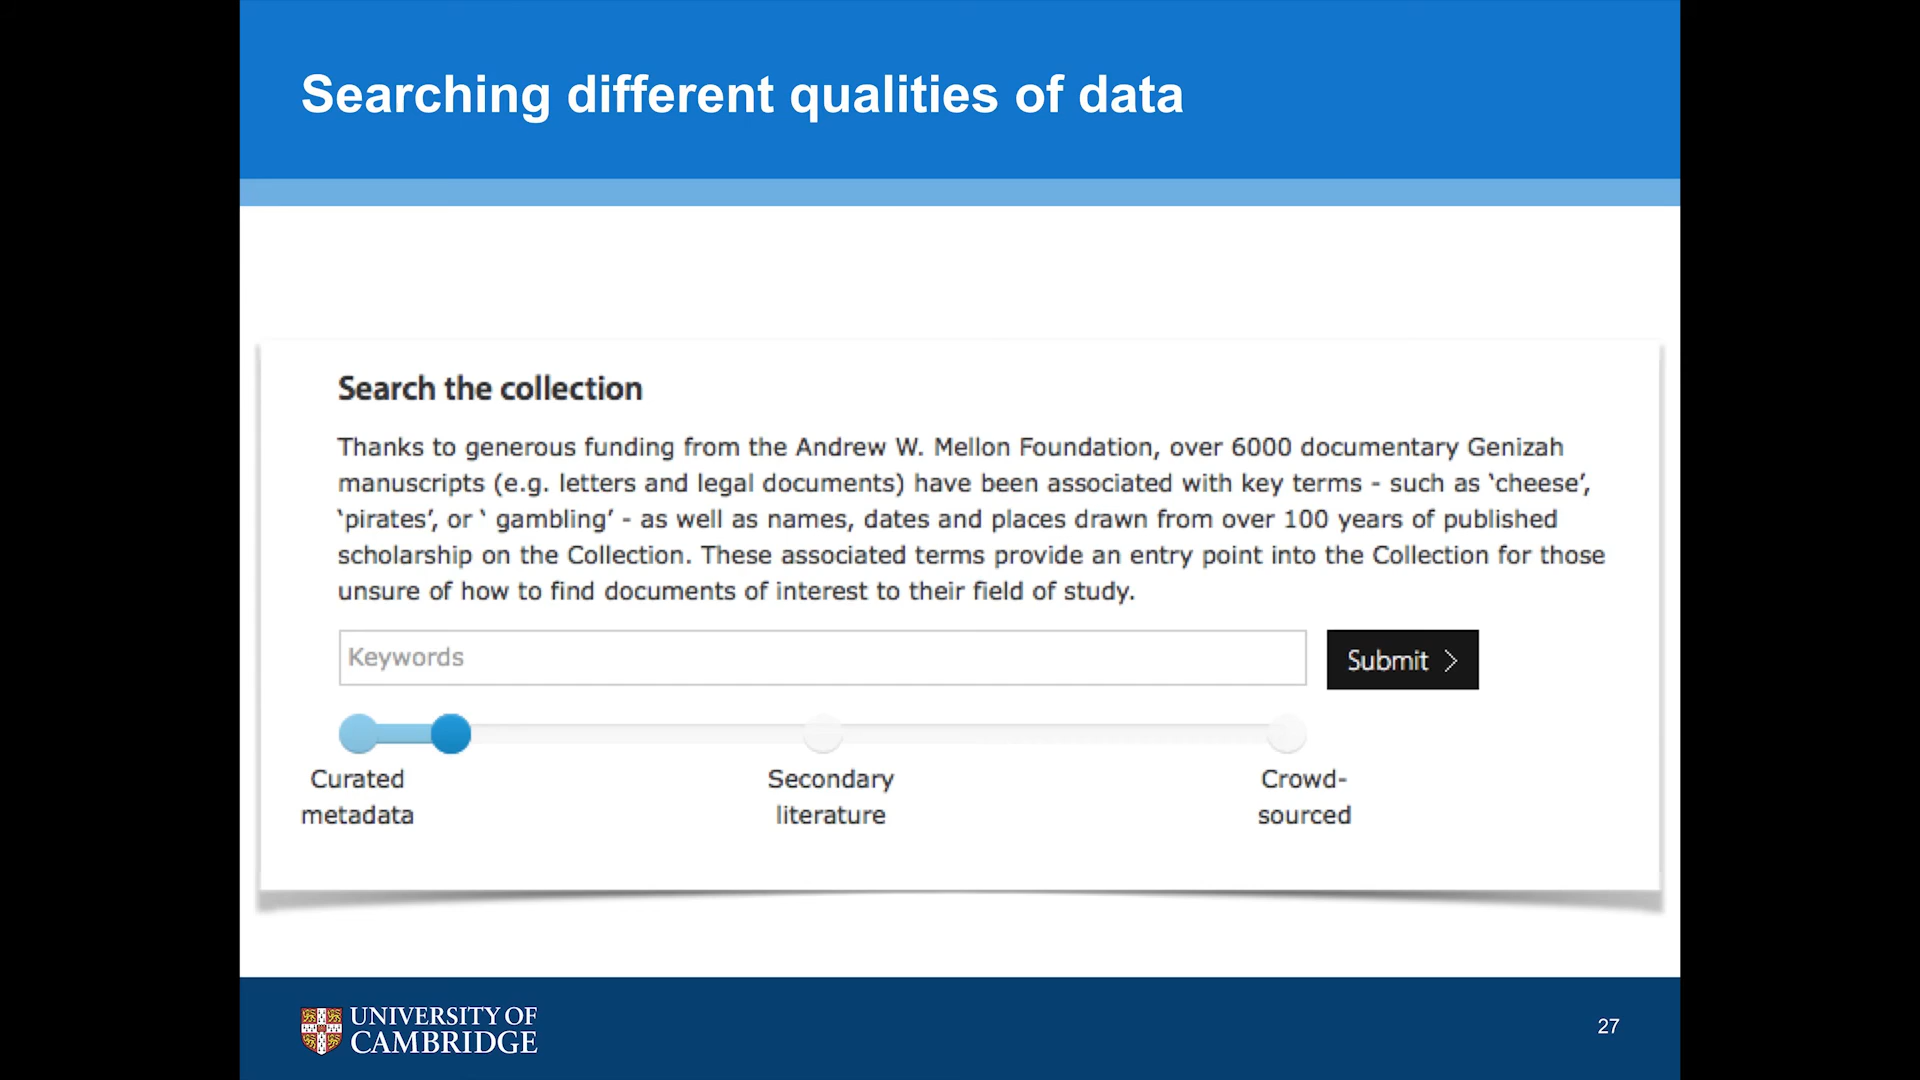 Searching different qualities of data
Search the collection
Thanks to generous funding from the Andrew W. Mellon Foundation, over 6000 documentary Genizah
manuscripts (e.g. letters and legal documents) have been associated with key terms - such as ‘cheese’,
‘pirates’, or ‘ gambling’ - as well as names, dates and places drawn from over 100 years of published
scholarship on the Collection. These associated terms provide an entry point into the Collection for those
unsure of how to find documents of interest to their field of study.
Keywords
Submit >
Curated
metadata
Secondary
literature
Crowd-
sourced
UNIVERSITY OF
CAMBRIDGE
27